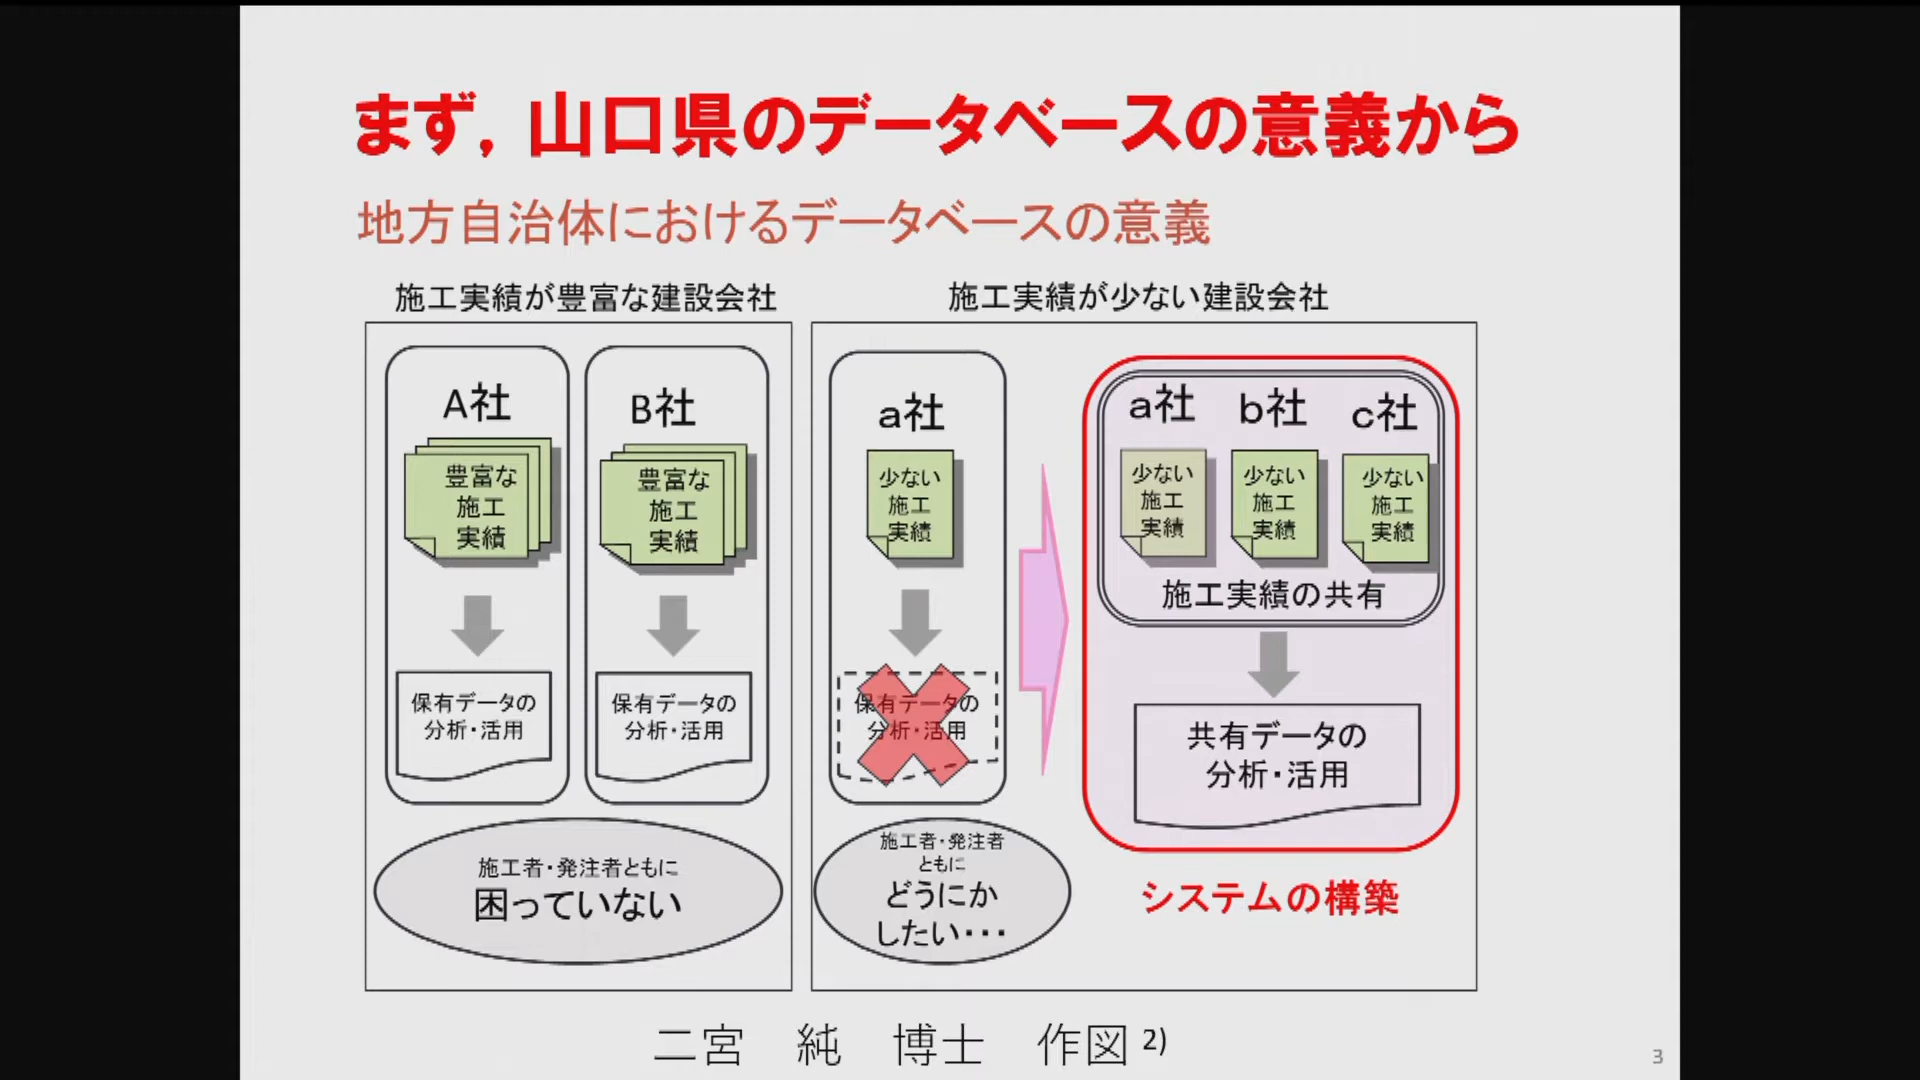 まず，山口県のデータベースの意義から
地方自治体におけるデータベースの意義
施工実績が豊富な建設会社
A社
豊富な
施工
実績
保有データの
分析・活用
B社
豊富な
施工
実績
保有データの
分析・活用
施工者・発注者ともに
困っていない
施工実績が少ない建設会社
a社
少ない
施工
実績
保有データの
分析・活用
施工者・発注者
ともに
どうにか
したい・・・
a社
少ない
施工
実績
b社
少ない
施工
実績
c社
少ない
施工
実績
施工実績の共有
共有データの
分析・活用
システムの構築
二宮　純　博士　作図 2)
3